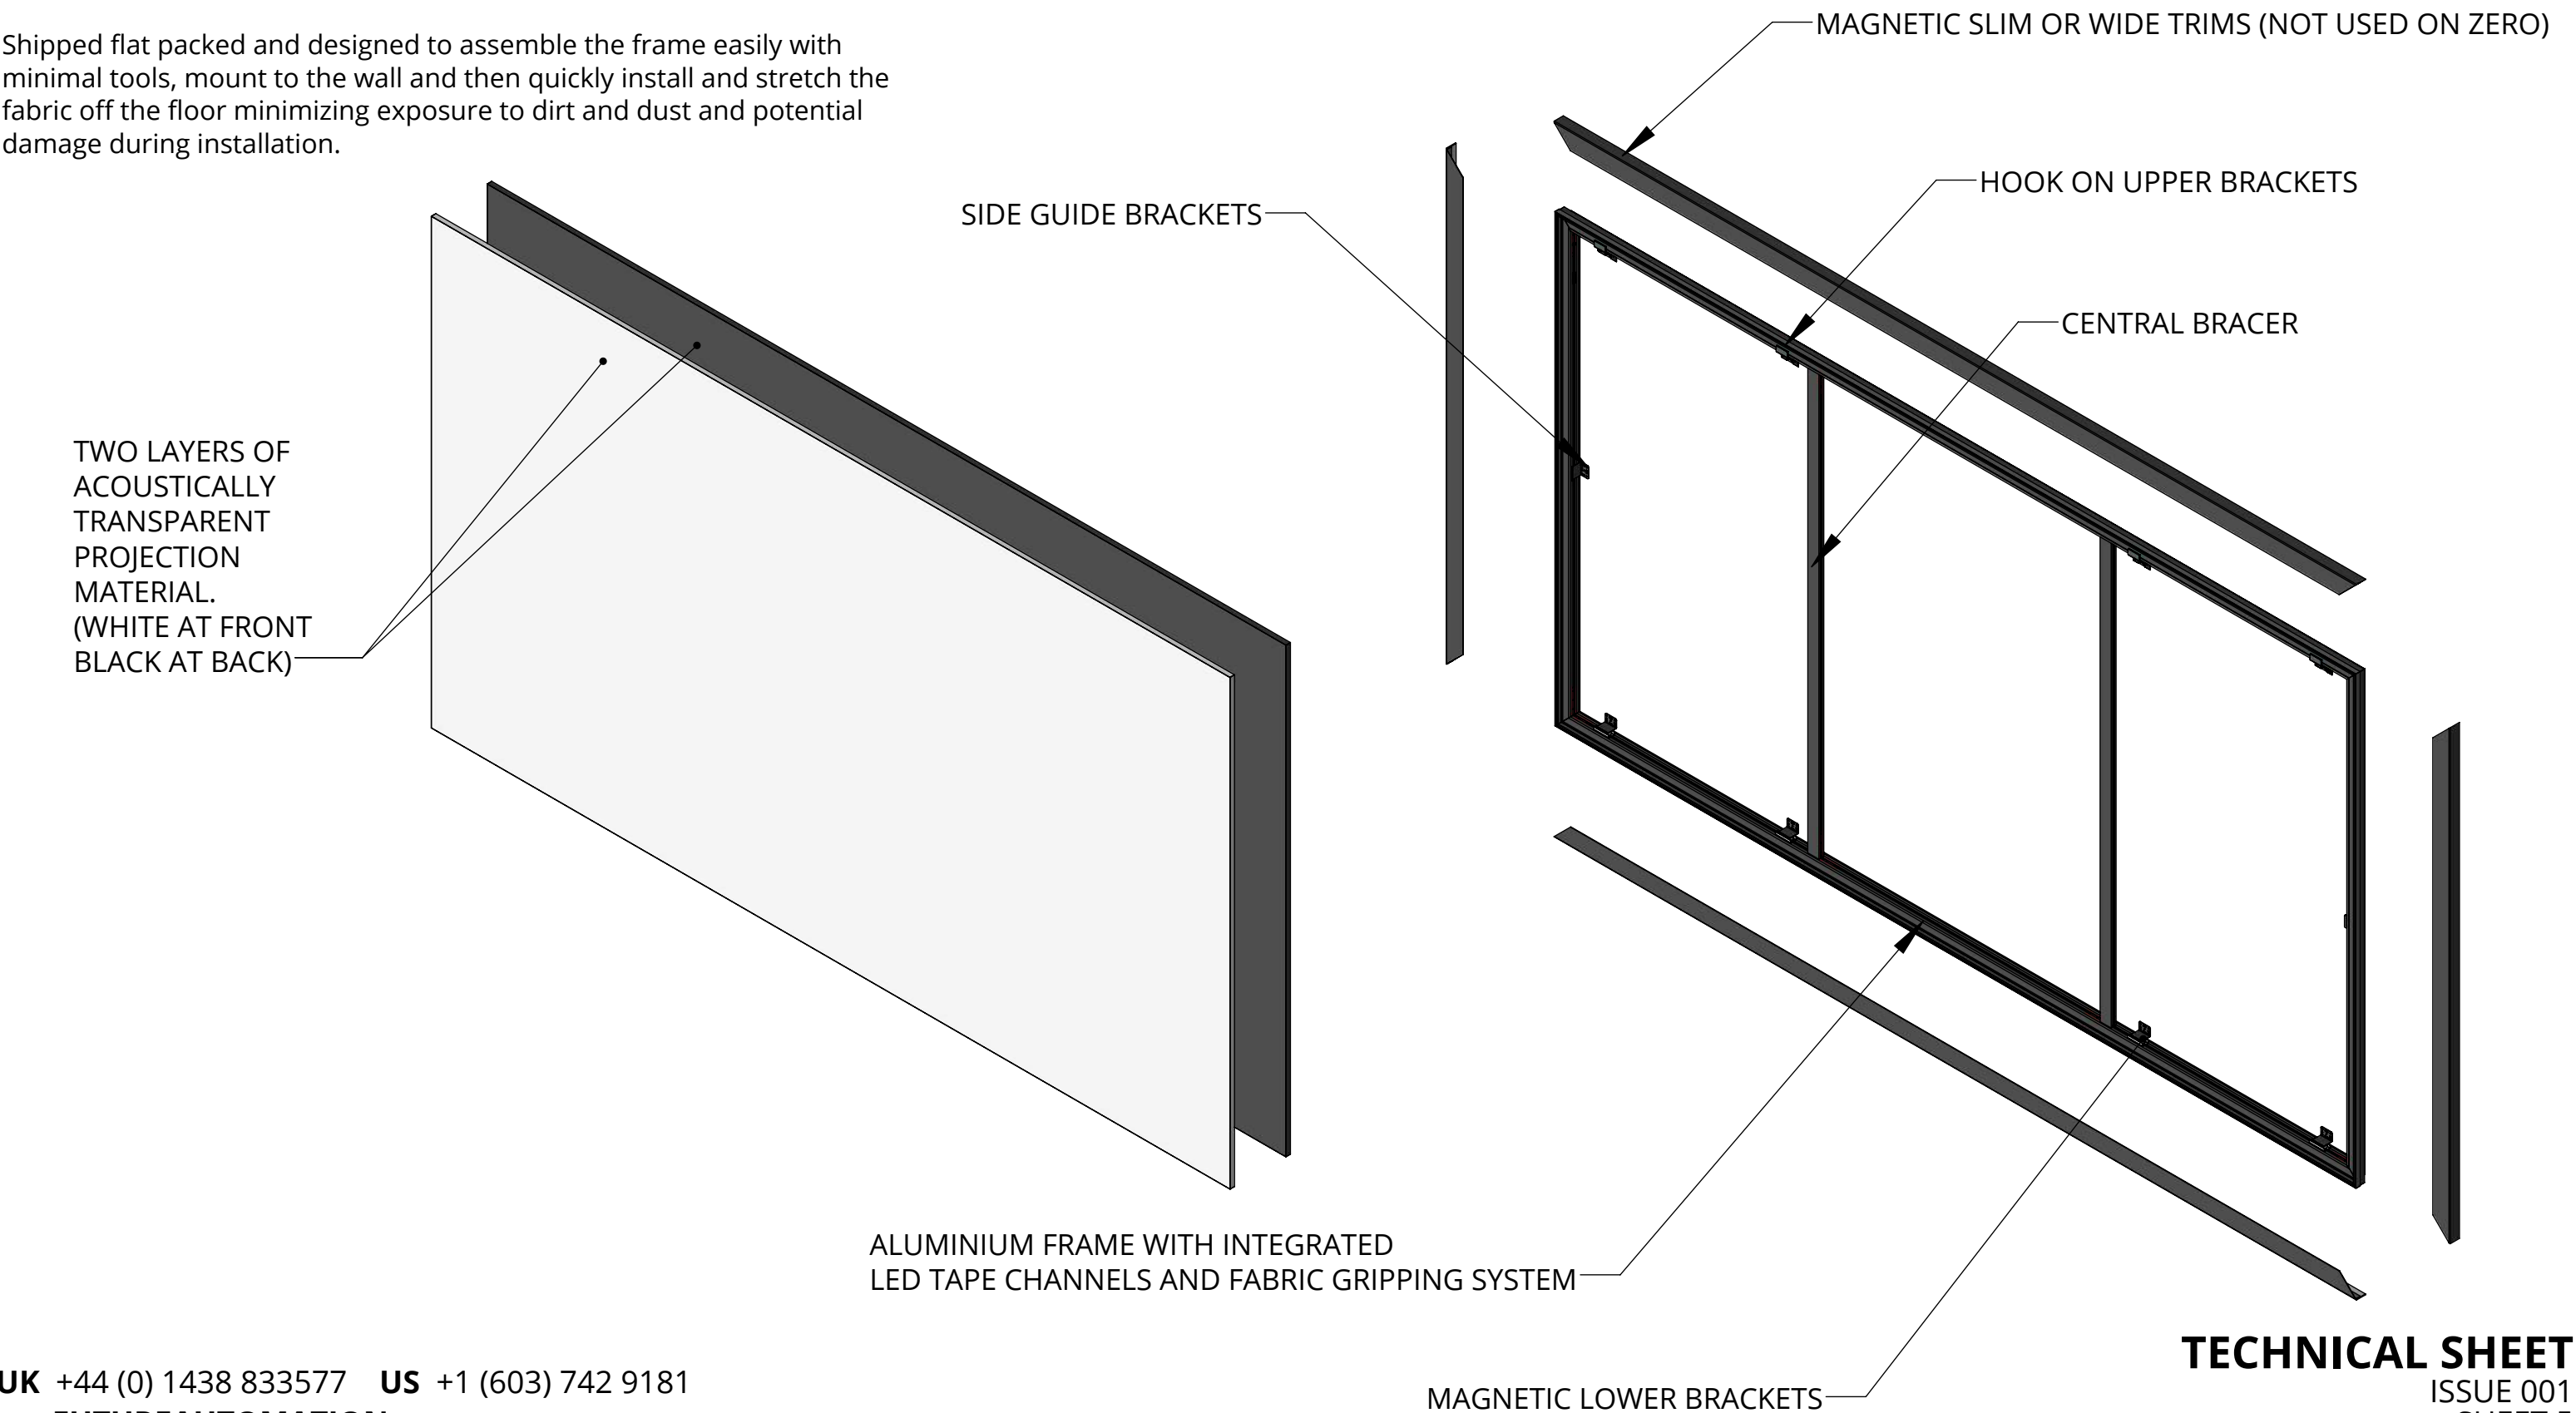 Shipped flat packed and designed to assemble the frame easily with
minimal tools, mount to the wall and then quickly install and stretch the
fabric off the floor minimizing exposure to dirt and dust and potential
damage during installation.
MAGNETIC SLIM OR WIDE TRIMS (NOT USED ON ZERO)
HOOK ON UPPER BRACKETS
SIDE GUIDE BRACKETS
CENTRAL BRACER
TWO LAYERS OF
ACOUSTICALLY
TRANSPARENT
PROJECTION
MATERIAL.
(WHITE AT FRONT
BLACK AT BACK)
ALUMINIUM FRAME WITH INTEGRATED
LED TAPE CHANNELS AND FABRIC GRIPPING SYSTEM
MAGNETIC LOWER BRACKETS
UK +44 (0) 1438 833577 US +1 (603) 742 9181
TECHNICAL SHEET
ISSUE 001